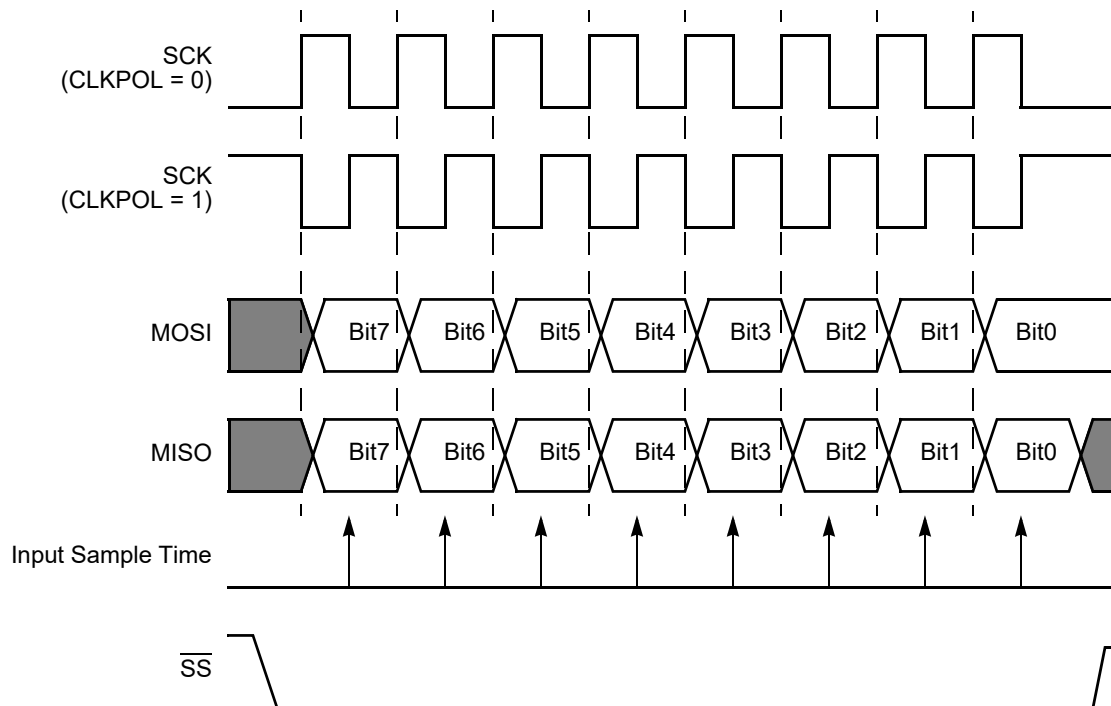 SCK
(CLKPOL = 0)
SCK
(CLKPOL = 1)
MOSI
Bit7 Bit6 Bit5 Bit4 Bit3 Bit2 Bit1 Bit0
MISO
Bit7 Bit6 Bit5 Bit4 Bit3 Bit2 Bit1 Bit0
Input Sample Time
SS